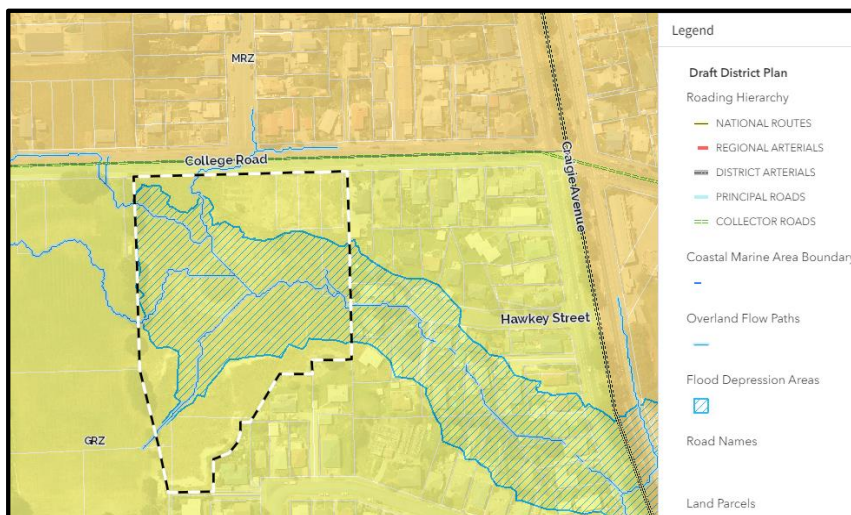 MRZ
College Road
Craigie Avenue
Hawkey Street
GRZ
Legend
Draft District Plan
Roading Hierarchy
NATIONAL ROUTES
REGIONAL ARTERIALS
DISTRICT ARTERIALS
PRINCIPAL ROADS
COLLECTOR ROADS
Coastal Marine Area Boundary
Overland Flow Paths
Flood Depression Areas
Road Names
Land Parcels